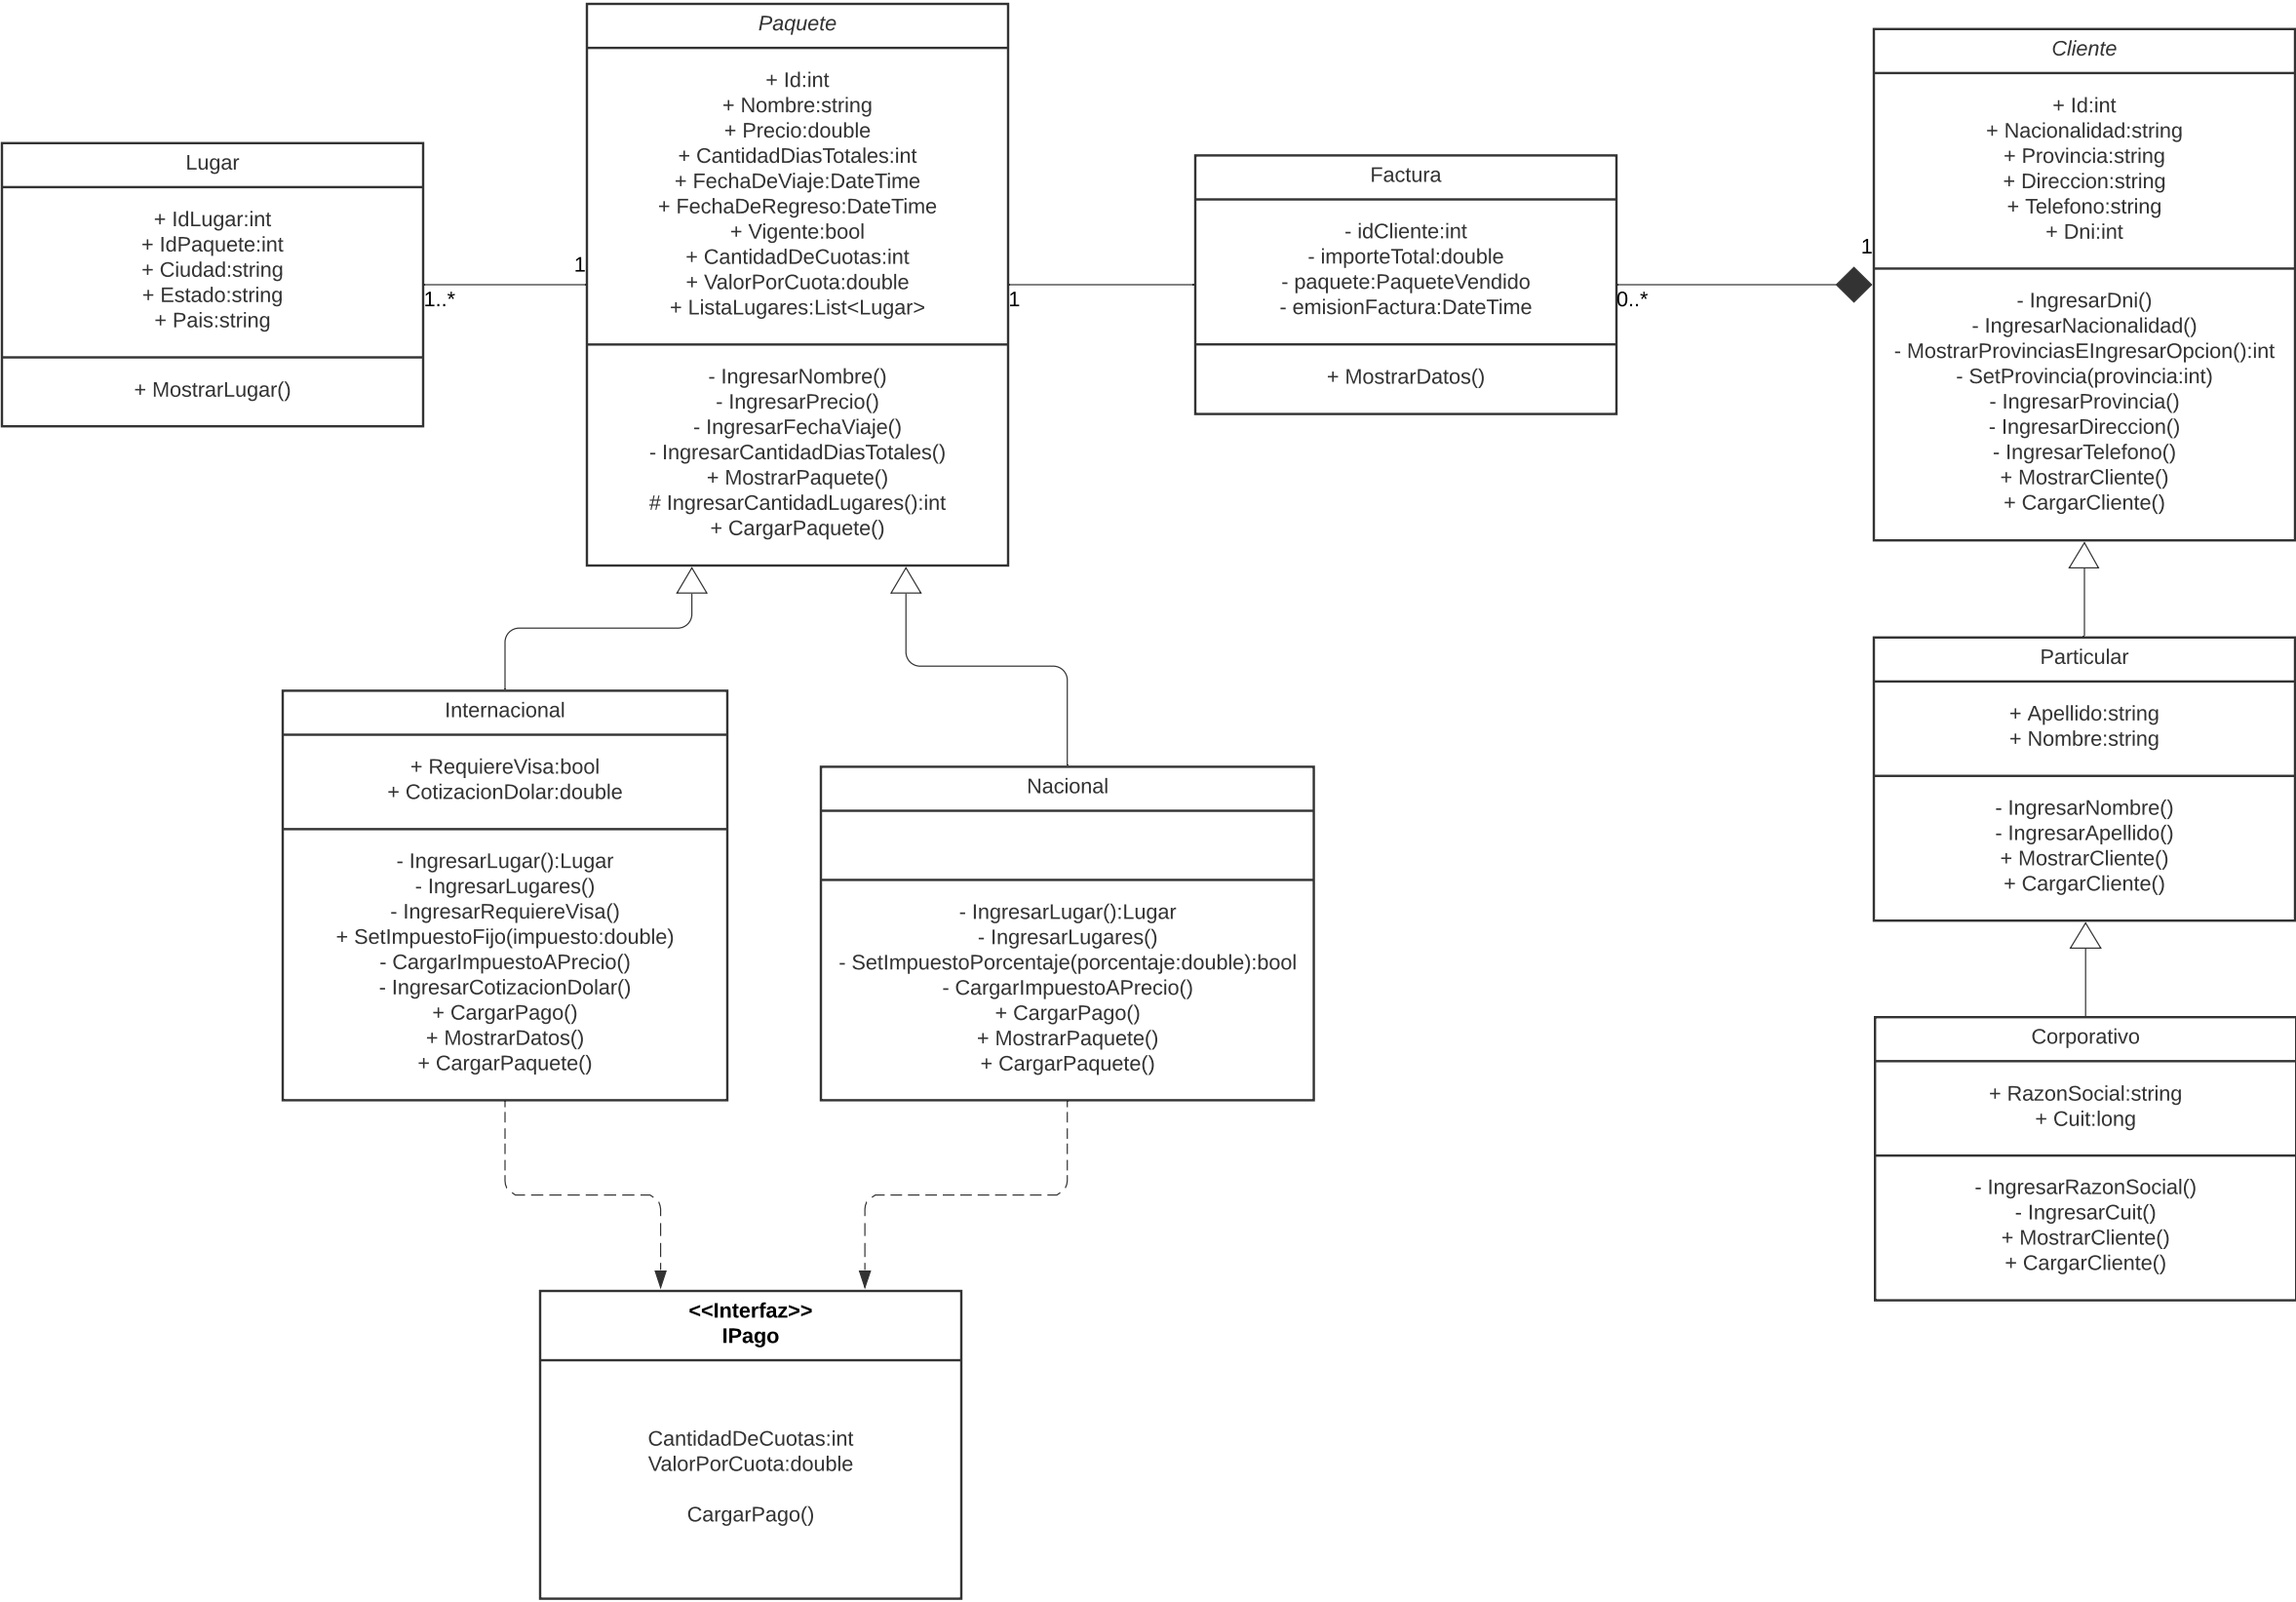 Paquete
+ Id:int
+ Nombre:string
+ Precio:double
+ CantidadDiasTotales:int
+ FechaDeViaje:DateTime
+ FechaDeRegreso:DateTime
+ Vigente:bool
+ CantidadDeCuotas:int
+ ValorPorCuota:double
+ ListaLugares:List<Lugar>
- IngresarNombre()
- IngresarPrecio()
- IngresarFechaViaje()
- IngresarCantidadDiasTotales()
+ MostrarPaquete()
# IngresarCantidadLugares():int
+ CargarPaquete()
Cliente
+ Id:int
+ Nacionalidad:string
+ Provincia:string
+ Direccion:string
+ Telefono:string
+ Dni:int
- IngresarDni()
- IngresarNacionalidad()
- MostrarProvinciasEIngresarOpcion():int
- SetProvincia(provincia:int)
- IngresarProvincia()
- IngresarDireccion()
- IngresarTelefono()
+ MostrarCliente()
+ CargarCliente()
Lugar
+ IdLugar:int
+ IdPaquete:int
+ Ciudad:string
+ Estado:string
+ Pais:string
+ MostrarLugar()
1..*
1
Factura
- idCliente:int
- importeTotal:double
- paquete:PaqueteVendido
- emisionFactura:DateTime
+ MostrarDatos()
1
0..*
1
Particular
+ Apellido:string
+ Nombre:string
- IngresarNombre()
- IngresarApellido()
+ MostrarCliente()
+ CargarCliente()
Internacional
+ RequiereVisa:bool
+ CotizacionDolar:double
- IngresarLugar():Lugar
- IngresarLugares()
- IngresarRequiereVisa()
+ SetImpuestoFijo(impuesto:double)
- CargarImpuestoAPrecio()
- IngresarCotizacionDolar()
+ CargarPago()
+ MostrarDatos()
+ CargarPaquete()
Nacional
- IngresarLugar():Lugar
- IngresarLugares()
- SetImpuestoPorcentaje(porcentaje:double):bool
- CargarImpuestoAPrecio()
+ CargarPago()
+ MostrarPaquete()
+ CargarPaquete()
Corporativo
+ RazonSocial:string
+ Cuit:long
- IngresarRazonSocial()
- IngresarCuit()
+ MostrarCliente()
+ CargarCliente()
<<Interfaz>>
IPago
CantidadDeCuotas:int
ValorPorCuota:double
CargarPago()